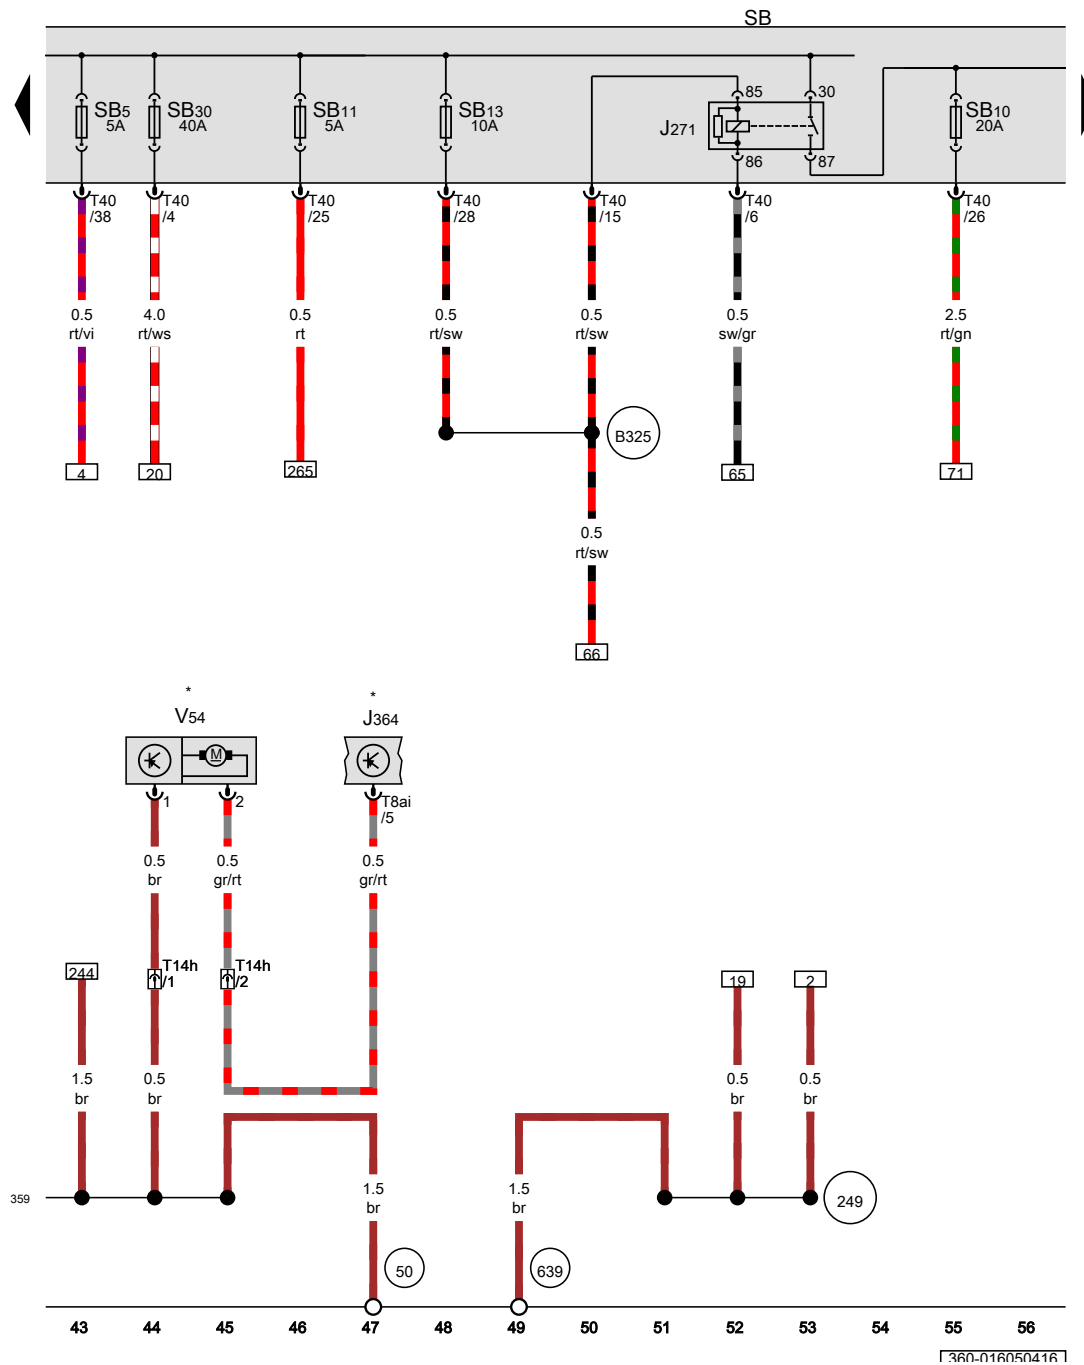 SB
SB5 5A
SB30 40A
SB11 5A
SB13 10A
J271
85
30
86
87
SB10 20A
T40 /38
T40 /4
T40 /25
T40 /28
T40 /15
T40 /6
T40 /26
0.5 rt/vi
4.0 rt/ws
0.5 rt
0.5 rt/sw
0.5 rt/sw
0.5 sw/gr
2.5 rt/gn
B325
4
20
265
65
71
0.5 rt/sw
66
*
V54
*
J364
M
1
2
T8ai /5
0.5 br
0.5 gr/rt
0.5 gr/rt
244
T14h /1
T14h /2
19
2
1.5 br
0.5 br
0.5 br
0.5 br
359
1.5 br
1.5 br
249
50
639
43 44 45 46 47 48 49 50 51 52 53 54 55 56
360-016050416